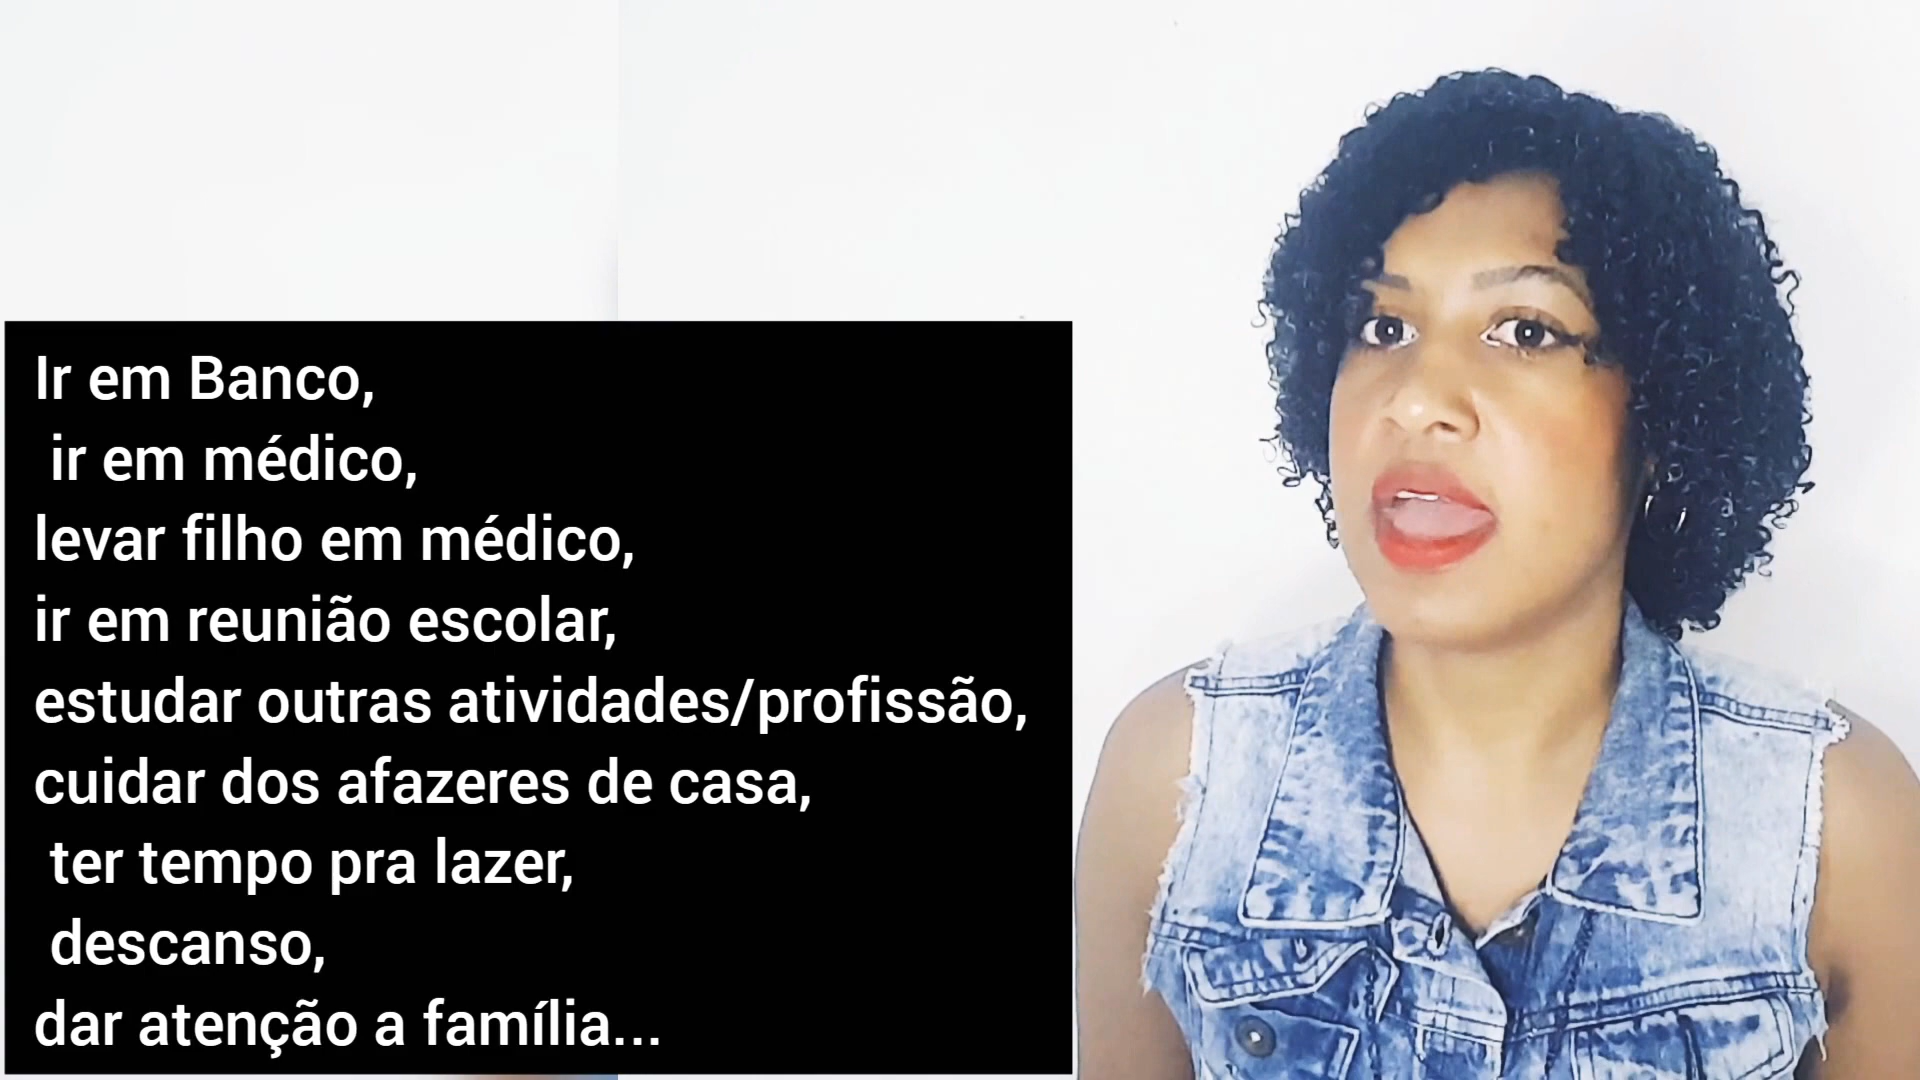 Ir em Banco,
ir em médico,
levar filho em médico,
ir em reunião escolar,
estudar outras atividades/profissão,
cuidar dos afazeres de casa,
ter tempo pra lazer,
descanso,
dar atenção a família...